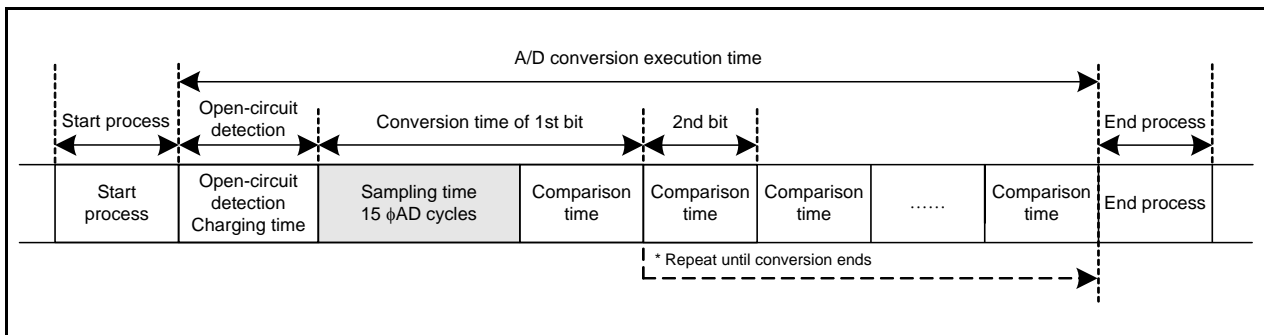 A/D conversion execution time
Start process
Open-circuit
detection
Conversion time of 1st bit
2nd bit
End process
Start
process
Open-circuit
detection
Charging time
Sampling time
15 ϕAD cycles
Comparison
time
Comparison
time
Comparison
time
......
Comparison
time
End process
* Repeat until conversion ends